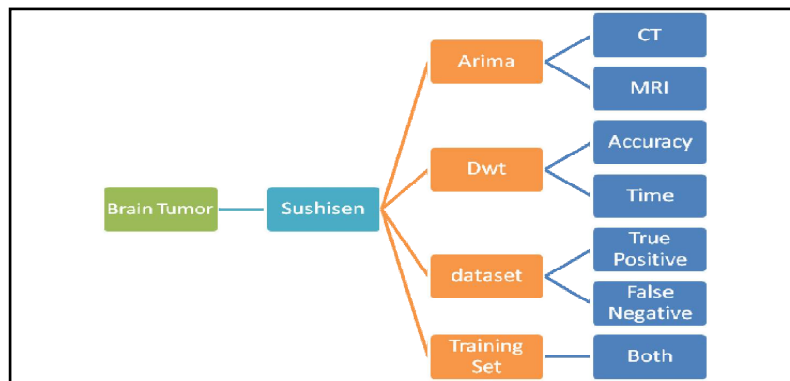 Brain Tumor
Sushisen
Arima
CT
MRI
Dwt
Accuracy
Time
dataset
True
Positive
False
Negative
Training
Set
Both